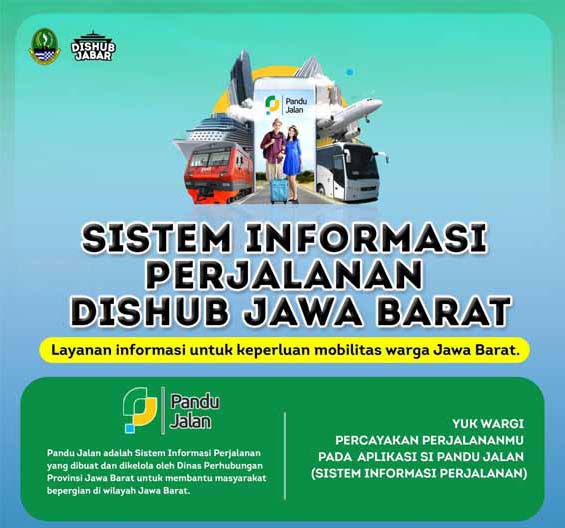 DISHUB
JABAR
Pandu
Jalan
SISTEM INFORMASI
PERJALANAN
DISHUB JAWA BARAT
Layanan informasi untuk keperluan mobilitas warga Jawa Barat.
Pandu
Jalan
Pandu Jalan adalah Sistem Informasi Perjalanan
yang dibuat dan dikelola oleh Dinas Perhubungan
Provinsi Jawa Barat untuk membantu masyarakat
bepergian di wilayah Jawa Barat.
YUK WARGI
PERCAYAKAN PERJALANANMU
PADA APLIKASI SI PANDU JALAN
(SISTEM INFORMASI PERJALANAN)